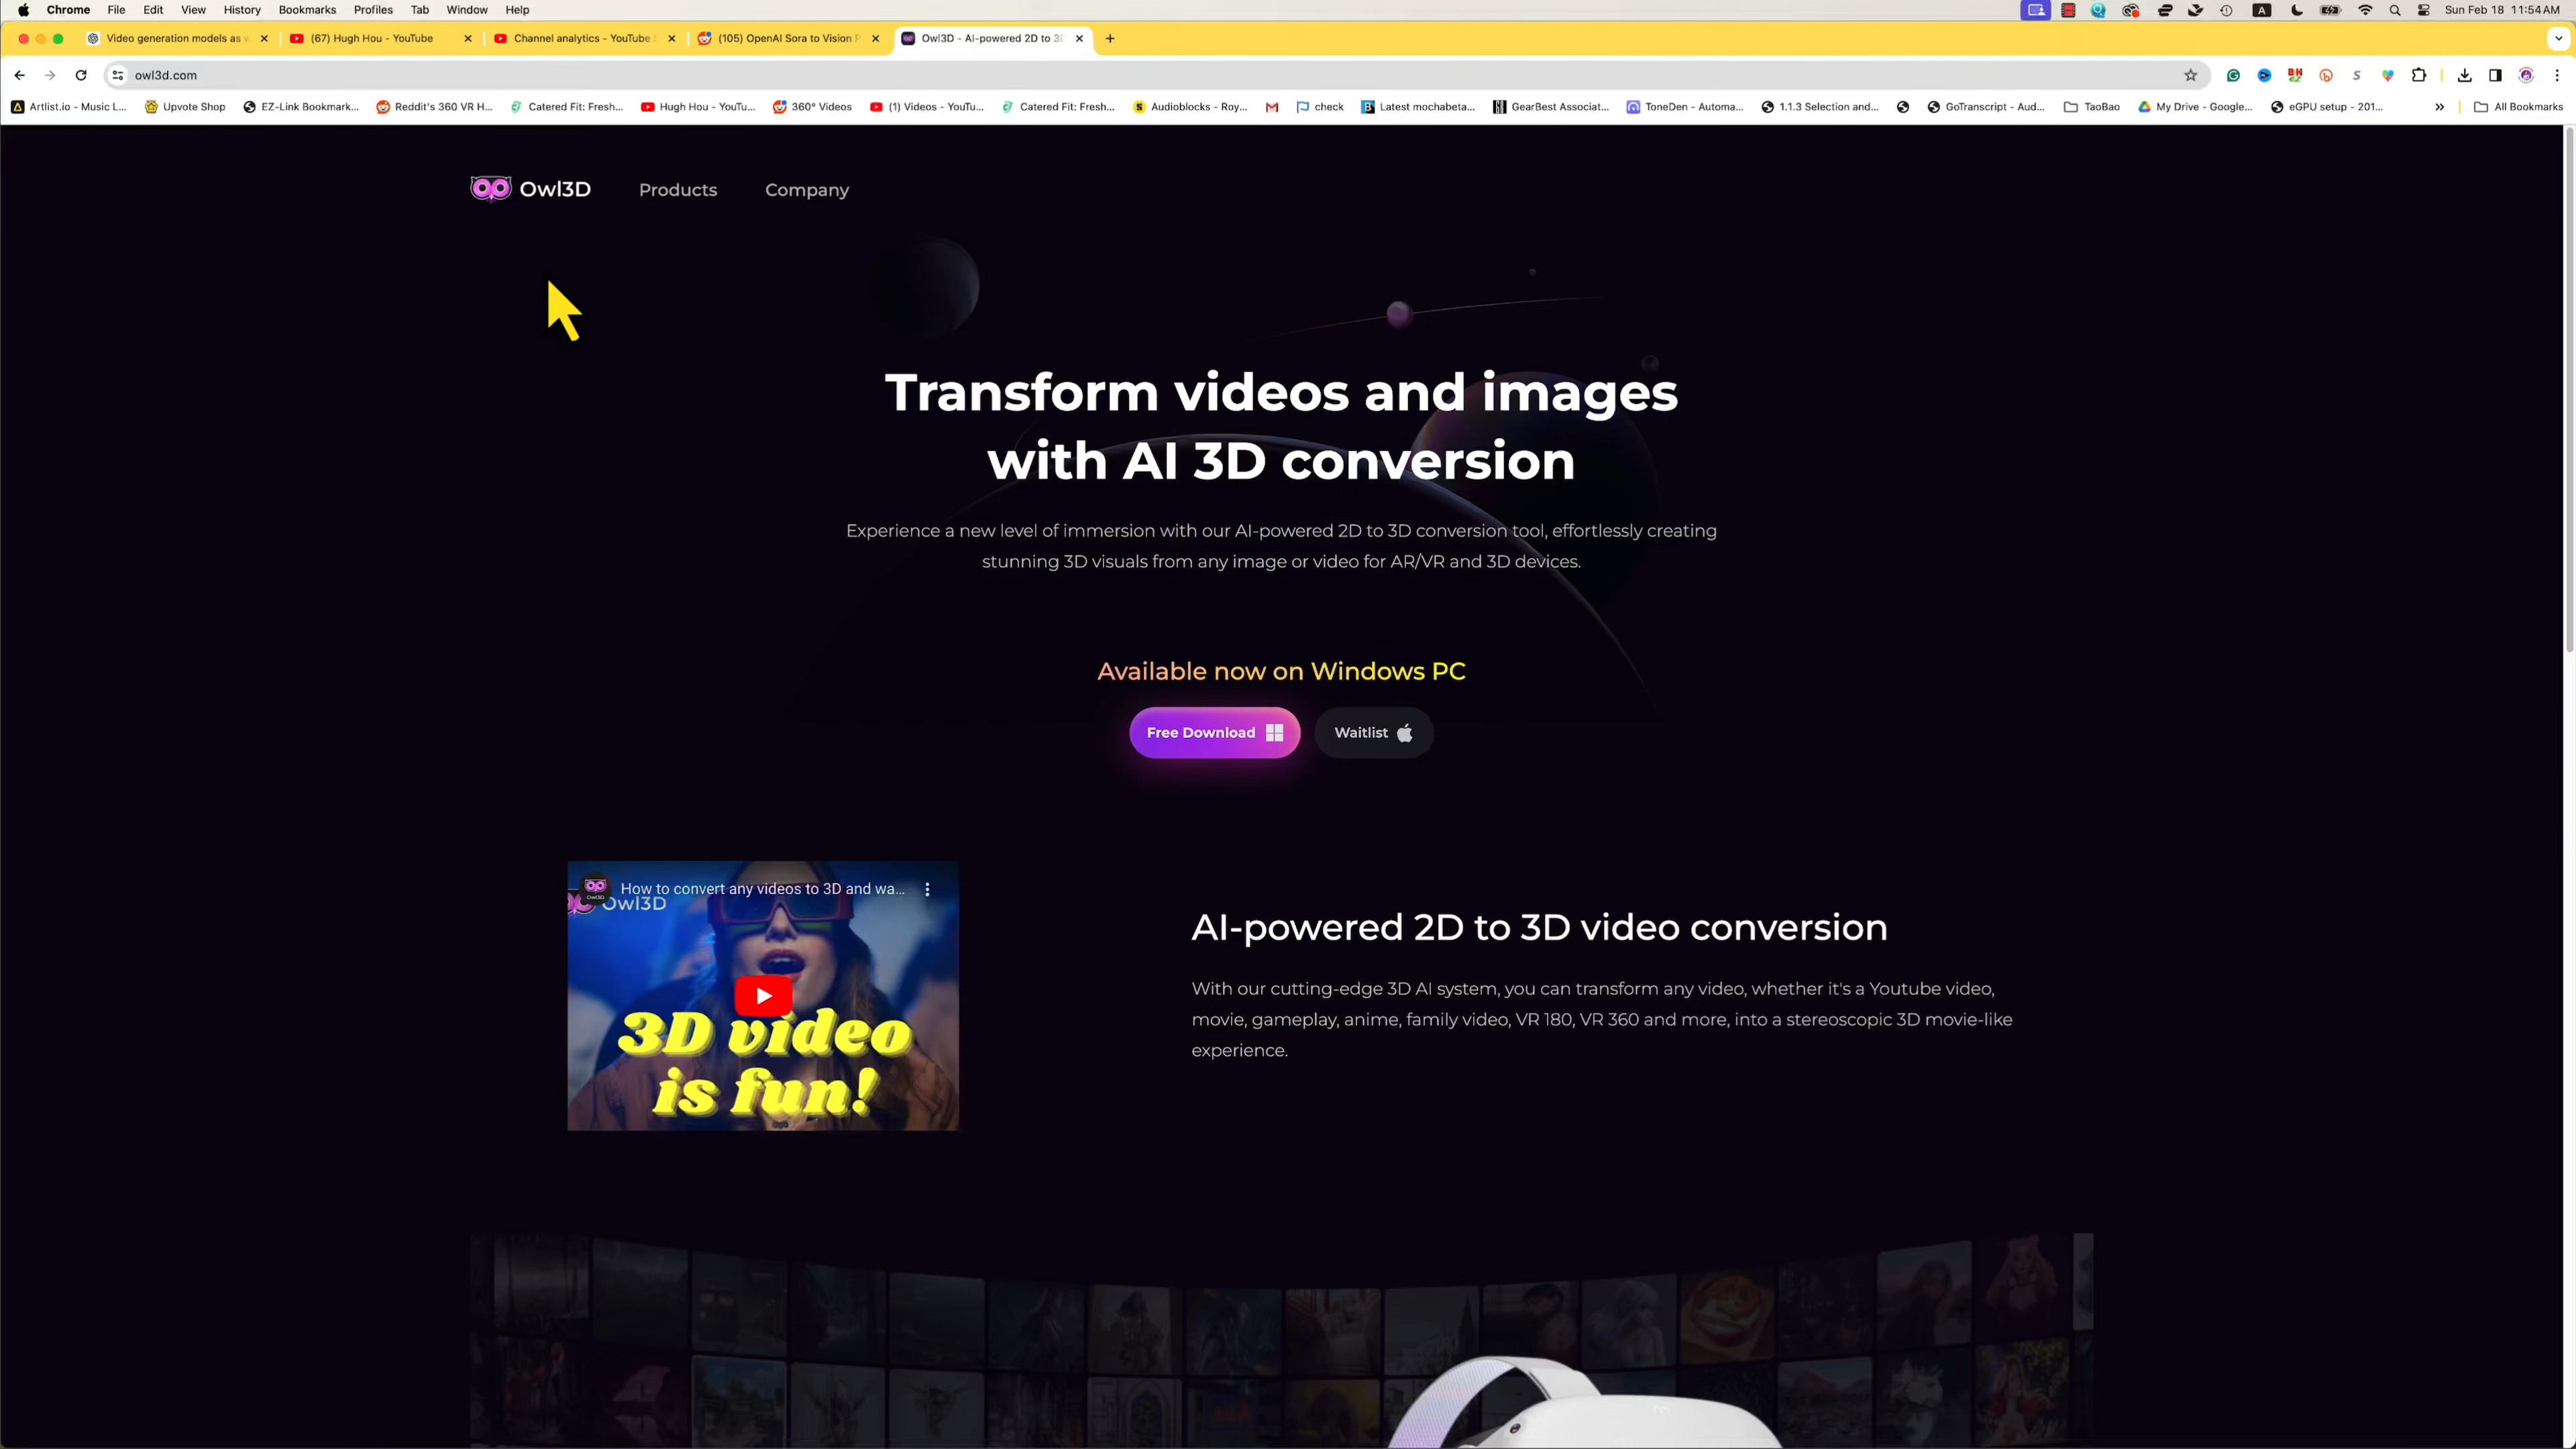 Chrome File Edit View History Bookmarks Profiles Tab Window Help
Sun Feb 18 11:54 AM
Video generation models as
(67) Hugh Hou - YouTube
Channel analytics - YouTube
(105) OpenAI Sora to Vision P
Owl3D - AI-powered 2D to 3D
owl3d.com
Artlist.io - Music L...
Upvote Shop
EZ-Link Bookmark...
Reddit's 360 VR H...
Catered Fit: Fresh...
Hugh Hou - YouTu...
360° Videos
(1) Videos - YouTu...
Catered Fit: Fresh...
Audioblocks - Roy...
check
Latest mochabeta...
GearBest Associat...
ToneDen - Automa...
1.1.3 Selection and...
GoTranscript - Aud...
TaoBao
My Drive - Google...
eGPU setup - 201...
All Bookmarks
Owl3D
Products
Company
Transform videos and images
with AI 3D conversion
Experience a new level of immersion with our AI-powered 2D to 3D conversion tool, effortlessly creating
stunning 3D visuals from any image or video for AR/VR and 3D devices.
Available now on Windows PC
Free Download
Waitlist
How to convert any videos to 3D and wa...
Owl3D
3D video
is fun!
AI-powered 2D to 3D video conversion
With our cutting-edge 3D AI system, you can transform any video, whether it's a Youtube video,
movie, gameplay, anime, family video, VR 180, VR 360 and more, into a stereoscopic 3D movie-like
experience.